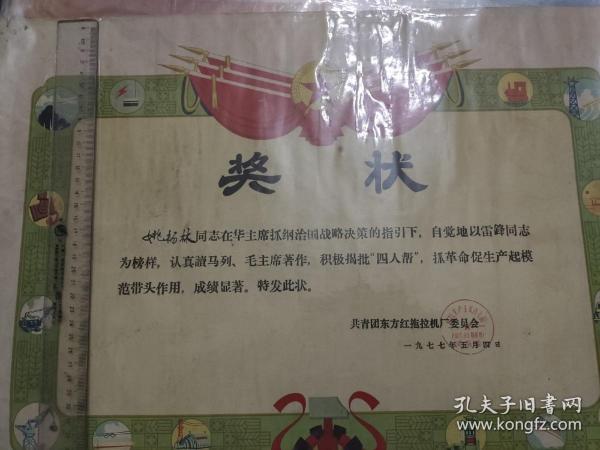 奖状
姚杨林同志在华主席抓纲治国战略决策的指引下，自觉地以雷锋同志
为榜样，认真读马列、毛主席著作，积极揭批“四人帮”，抓革命促生产起模
范带头作用，成绩显著。特发此状。
共青团东方红拖拉机厂委员会
一九七七年五月四日
孔夫子旧书网
www.kongfz.com